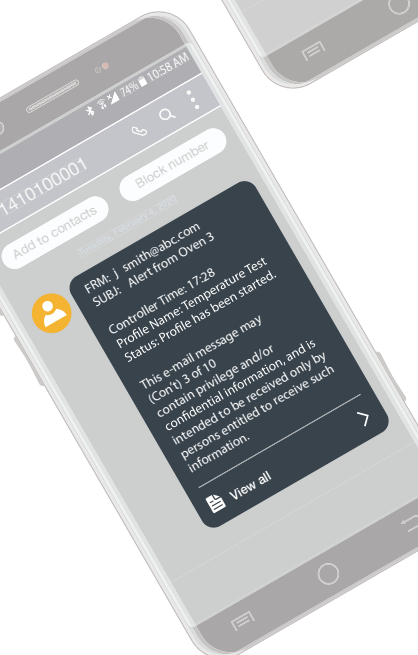 74% 10:58 AM
1410100001
Add to contacts
Block number
FRM: j smith@abc.com
SUBJ: Alert from Oven 3
Controller Time: 17:28
Profile Name: Temperature Test
Status: Profile has been started.
This e-mail message may
(Con't) 3 of 10
contain privilege and/or
confidential information, and is
intended to be received only by
persons entitled to receive such
information.
View all